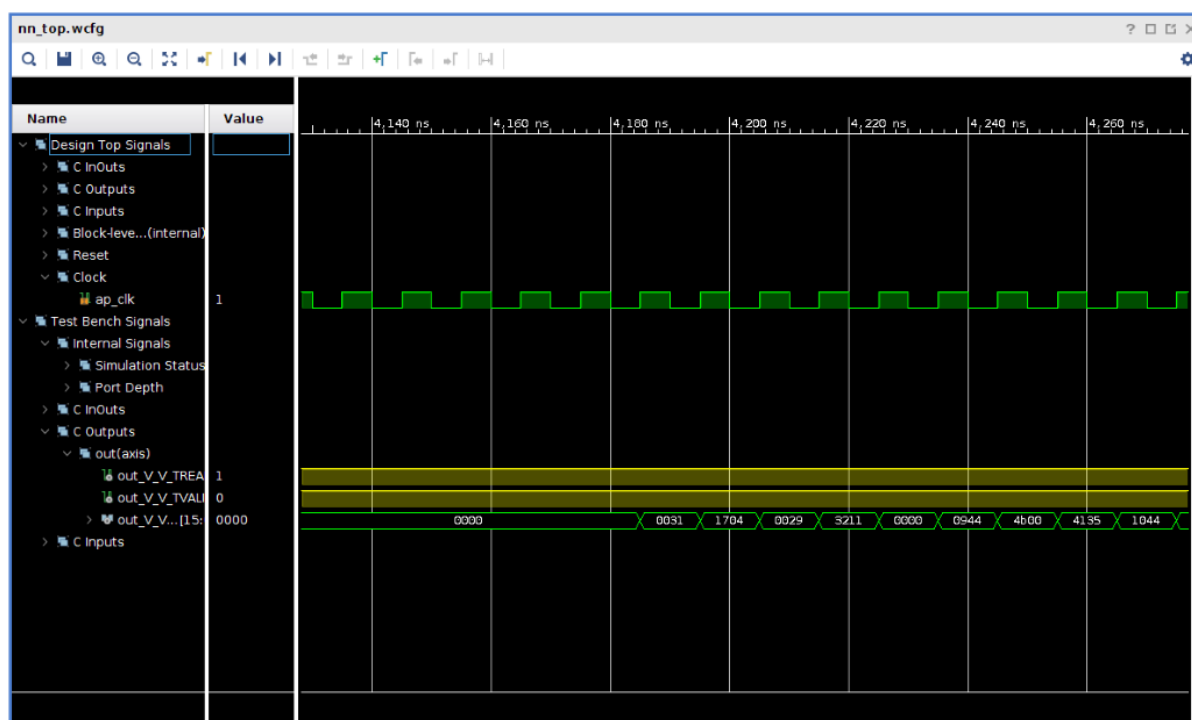 nn_top.wcfg
Name Value
4,140 ns 4,160 ns 4,180 ns 4,200 ns 4,220 ns 4,240 ns 4,260 ns
Design Top Signals
C InOuts
C Outputs
C Inputs
Block-leve...(internal)
Reset
Clock
ap_clk 1
Test Bench Signals
Internal Signals
Simulation Status
Port Depth
C InOuts
C Outputs
out(axis)
out_V_V_TREA 1
out_V_V_TVALI 0
out_V_V...[15: 0000 0000 0031 1704 0029 3211 0000 0944 4b00 4135 1044
C Inputs